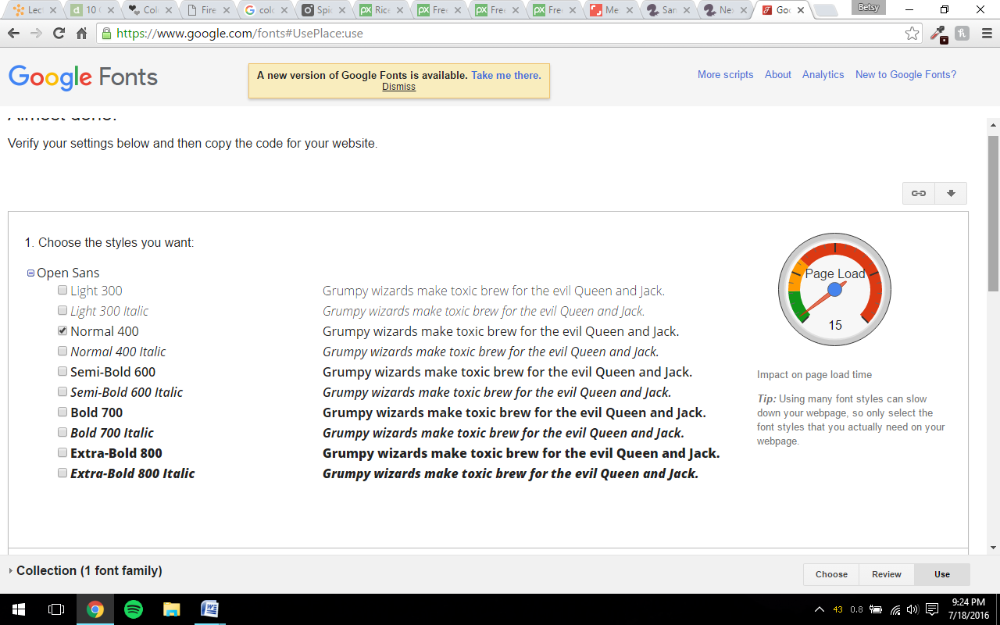 Lect
10
Colo
Fire
colo
Spic
Rice
Free
Free
Free
Me
San
Nex
Goo
Betsy
https://www.google.com/fonts#UsePlace:use
Google Fonts
A new version of Google Fonts is available. Take me there.
Dismiss
More scripts About Analytics New to Google Fonts?
Almost done!
Verify your settings below and then copy the code for your website.
1. Choose the styles you want:
Open Sans
Light 300 Grumpy wizards make toxic brew for the evil Queen and Jack.
Light 300 Italic Grumpy wizards make toxic brew for the evil Queen and Jack.
Normal 400 Grumpy wizards make toxic brew for the evil Queen and Jack.
Normal 400 Italic Grumpy wizards make toxic brew for the evil Queen and Jack.
Semi-Bold 600 Grumpy wizards make toxic brew for the evil Queen and Jack.
Semi-Bold 600 Italic Grumpy wizards make toxic brew for the evil Queen and Jack.
Bold 700 Grumpy wizards make toxic brew for the evil Queen and Jack.
Bold 700 Italic Grumpy wizards make toxic brew for the evil Queen and Jack.
Extra-Bold 800 Grumpy wizards make toxic brew for the evil Queen and Jack.
Extra-Bold 800 Italic Grumpy wizards make toxic brew for the evil Queen and Jack.
Page Load
15
Impact on page load time
Tip: Using many font styles can slow
down your webpage, so only select the
font styles that you actually need on your
webpage.
Collection (1 font family)
Choose Review Use
43 0.8
9:24 PM
7/18/2016